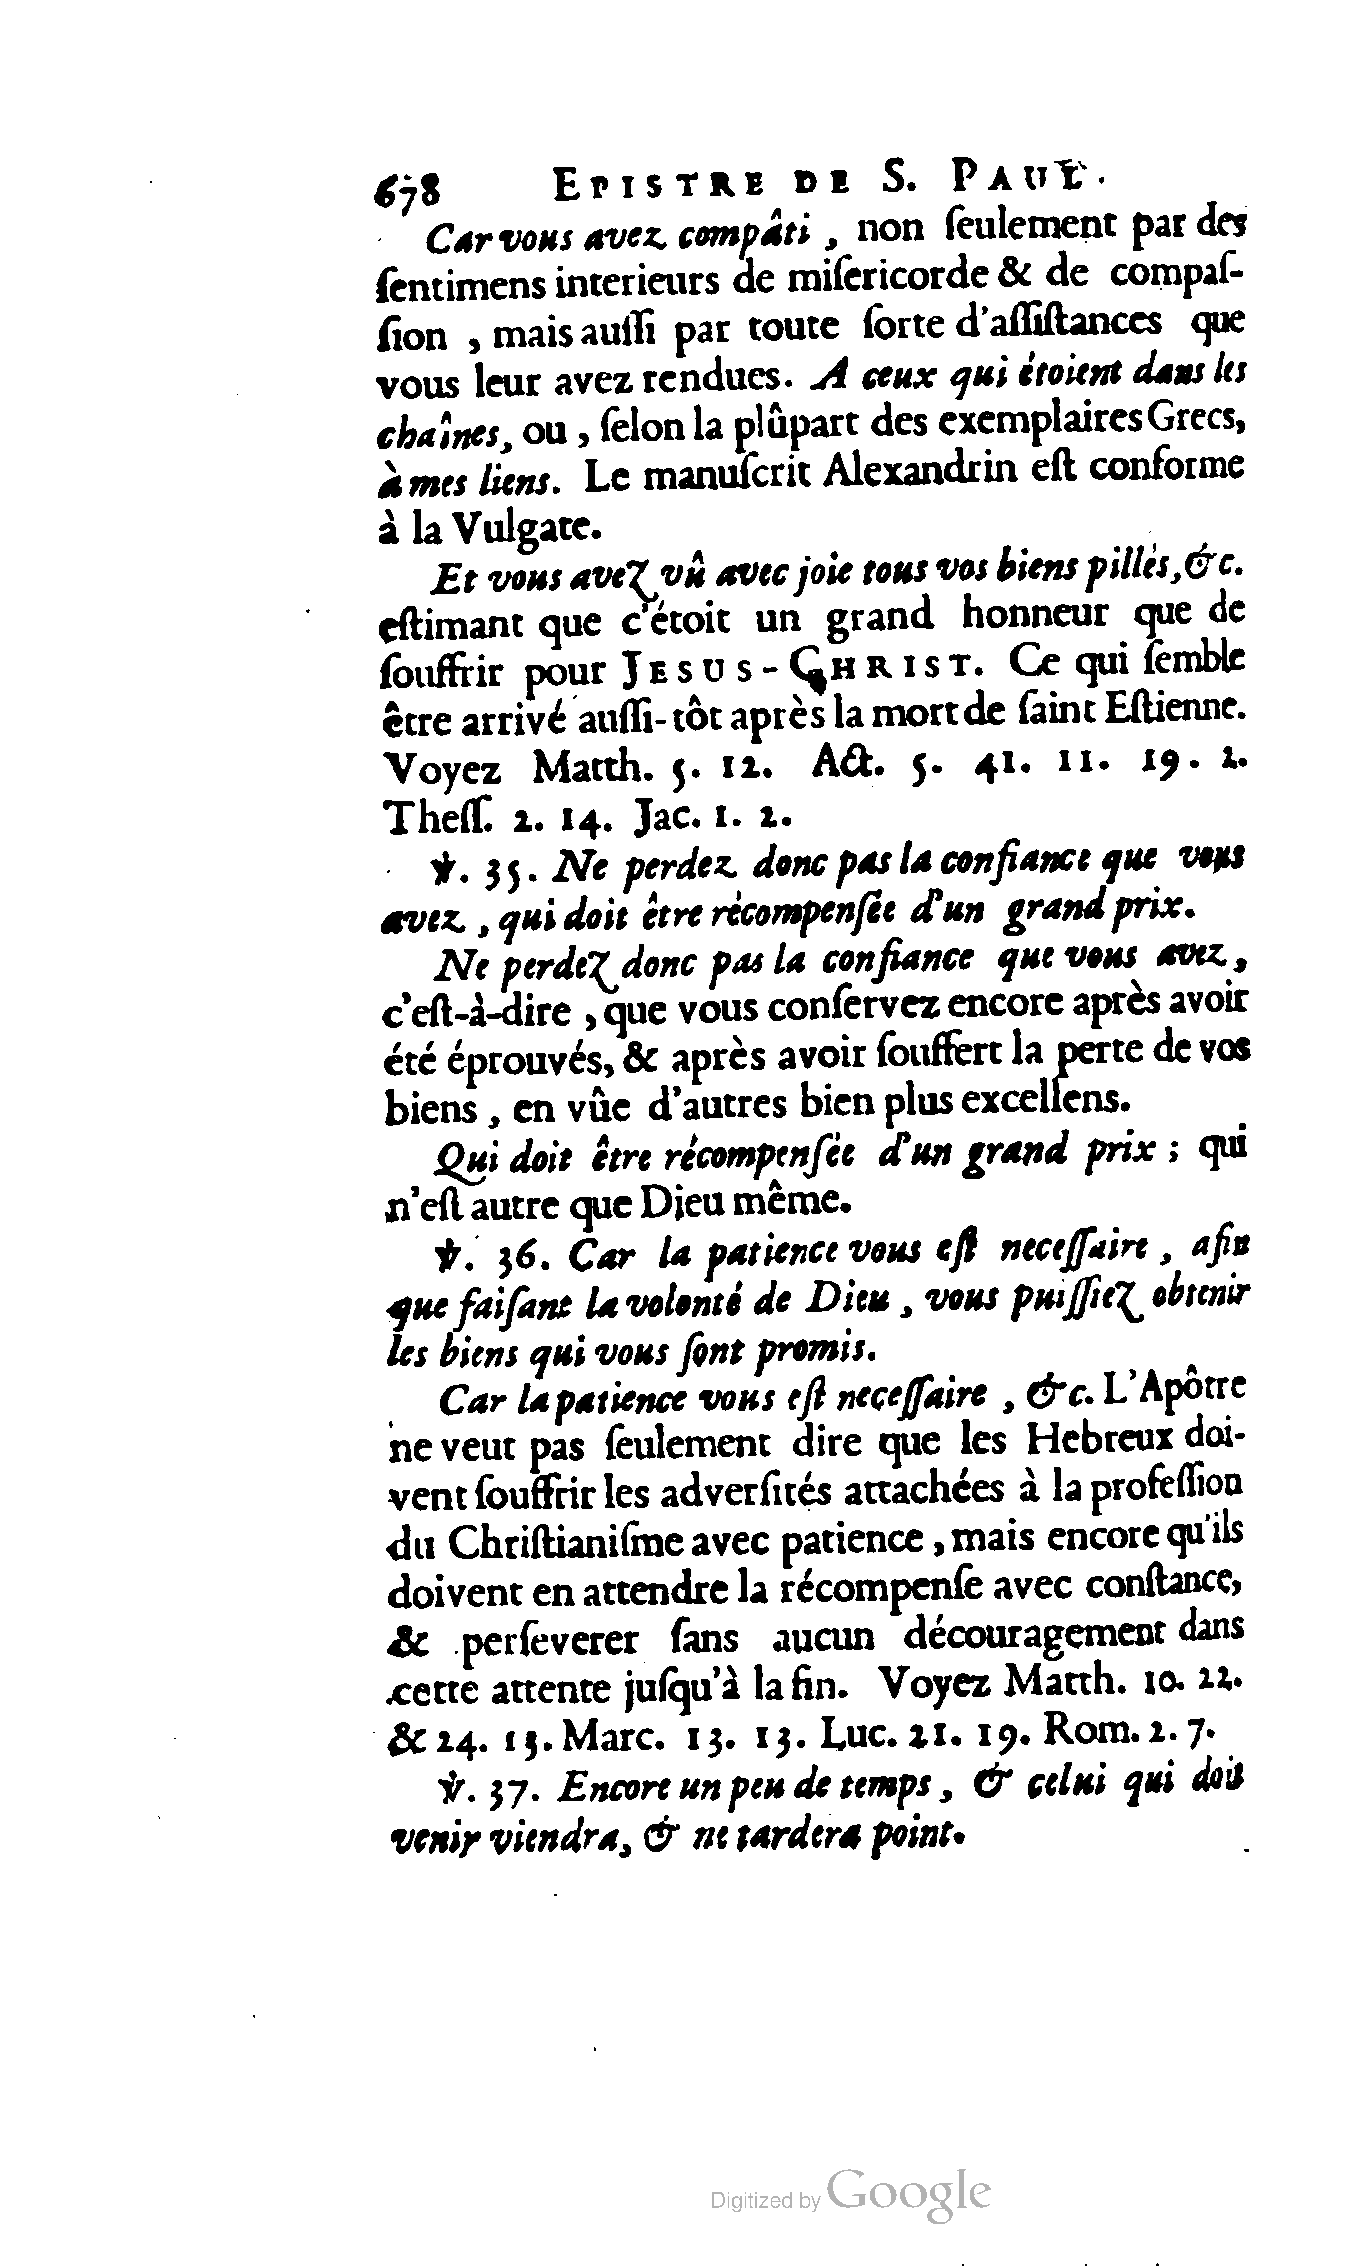 678 EPISTRE DE S. PAUL.
Car vous avez compâti, non ſeulement par des
ſentimens interieurs de miſericorde & de compaſ-
ſion, mais auſſi par toute ſorte d'aſſiſtances que
vous leur avez rendues. A ceux qui étoient dans les
chaînes, ou, ſelon la plûpart des exemplaires Grecs,
à mes liens. Le manuſcrit Alexandrin eſt conforme
à la Vulgate.
Et vous avez vû avec joie tous vos biens pillés, &c.
eſtimant que c'étoit un grand honneur que de
ſouffrir pour JESUS-CHRIST. Ce qui ſemble
être arrivé auſſi-tôt après la mort de ſaint Eſtienne.
Voyez Matth. 5. 12. Act. 5. 41. 11. 19. 2.
Theſſ. 2. 14. Jac. 1. 2.
℣. 35. Ne perdez donc pas la confiance que vous
avez, qui doit être récompenſée d'un grand prix.
Ne perdez donc pas la confiance que vous avez,
c'eſt-à-dire, que vous conſervez encore après avoir
été éprouvés, & après avoir ſouffert la perte de vos
biens, en vûe d'autres bien plus excellens.
Qui doit être récompenſée d'un grand prix; qui
n'eſt autre que Dieu même.
℣. 36. Car la patience vous eſt neceſſaire, afin
que faiſant la volonté de Dieu, vous puiſſiez obtenir
les biens qui vous ſont promis.
Car la patience vous eſt neceſſaire, &c. L'Apôtre
ne veut pas ſeulement dire que les Hebreux doi-
vent ſouffrir les adverſités attachées à la profeſſion
du Chriſtianiſme avec patience, mais encore qu'ils
doivent en attendre la récompenſe avec conſtance,
& perſeverer ſans aucun découragement dans
cette attente juſqu'à la fin. Voyez Matth. 10. 22.
& 24. 13. Marc. 13. 13. Luc. 21. 19. Rom. 2. 7.
℣. 37. Encore un peu de temps, & celui qui doit
venir viendra, & ne tardera point.
Digitized by Google